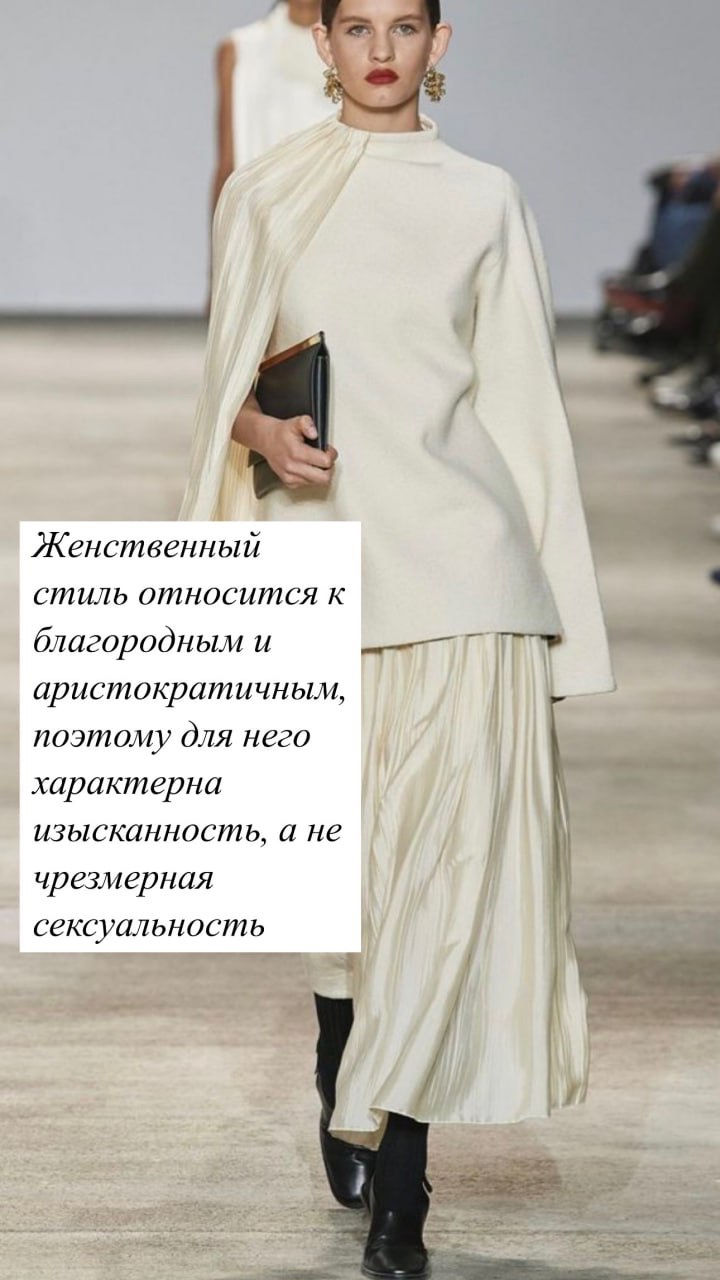 Женственный
стиль относится к
благородным и
аристократичным,
поэтому для него
характерна
изысканность, а не
чрезмерная
сексуальность